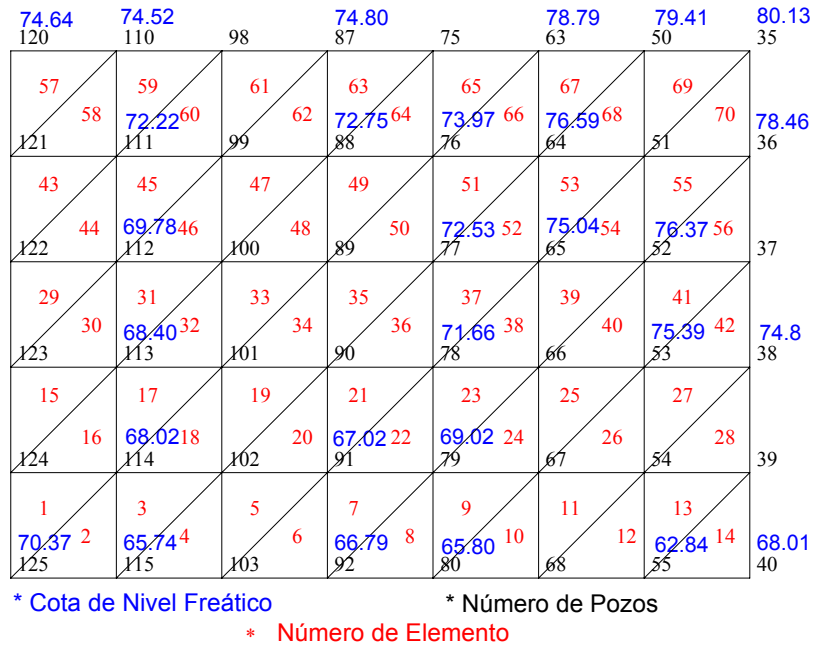 74.64 74.52 74.80 78.79 79.41 80.13
120 110 98 87 75 63 50 35
57 59 61 63 65 67 69
58 60 62 64 66 68 70
72.22 72.75 73.97 76.59 78.46
121 111 99 88 76 64 51 36
43 45 47 49 51 53 55
44 46 48 50 52 54 56
69.78 72.53 75.04 76.37
122 112 100 89 77 65 52 37
29 31 33 35 37 39 41
30 32 34 36 38 40 42
68.40 71.66 75.39 74.8
123 113 101 90 78 66 53 38
15 17 19 21 23 25 27
16 18 20 22 24 26 28
68.02 67.02 69.02
124 114 102 91 79 67 54 39
1 3 5 7 9 11 13
2 4 6 8 10 12 14
70.37 65.74 66.79 65.80 62.84 68.01
125 115 103 92 80 68 55 40
* Cota de Nivel Freático * Número de Pozos
* Número de Elemento